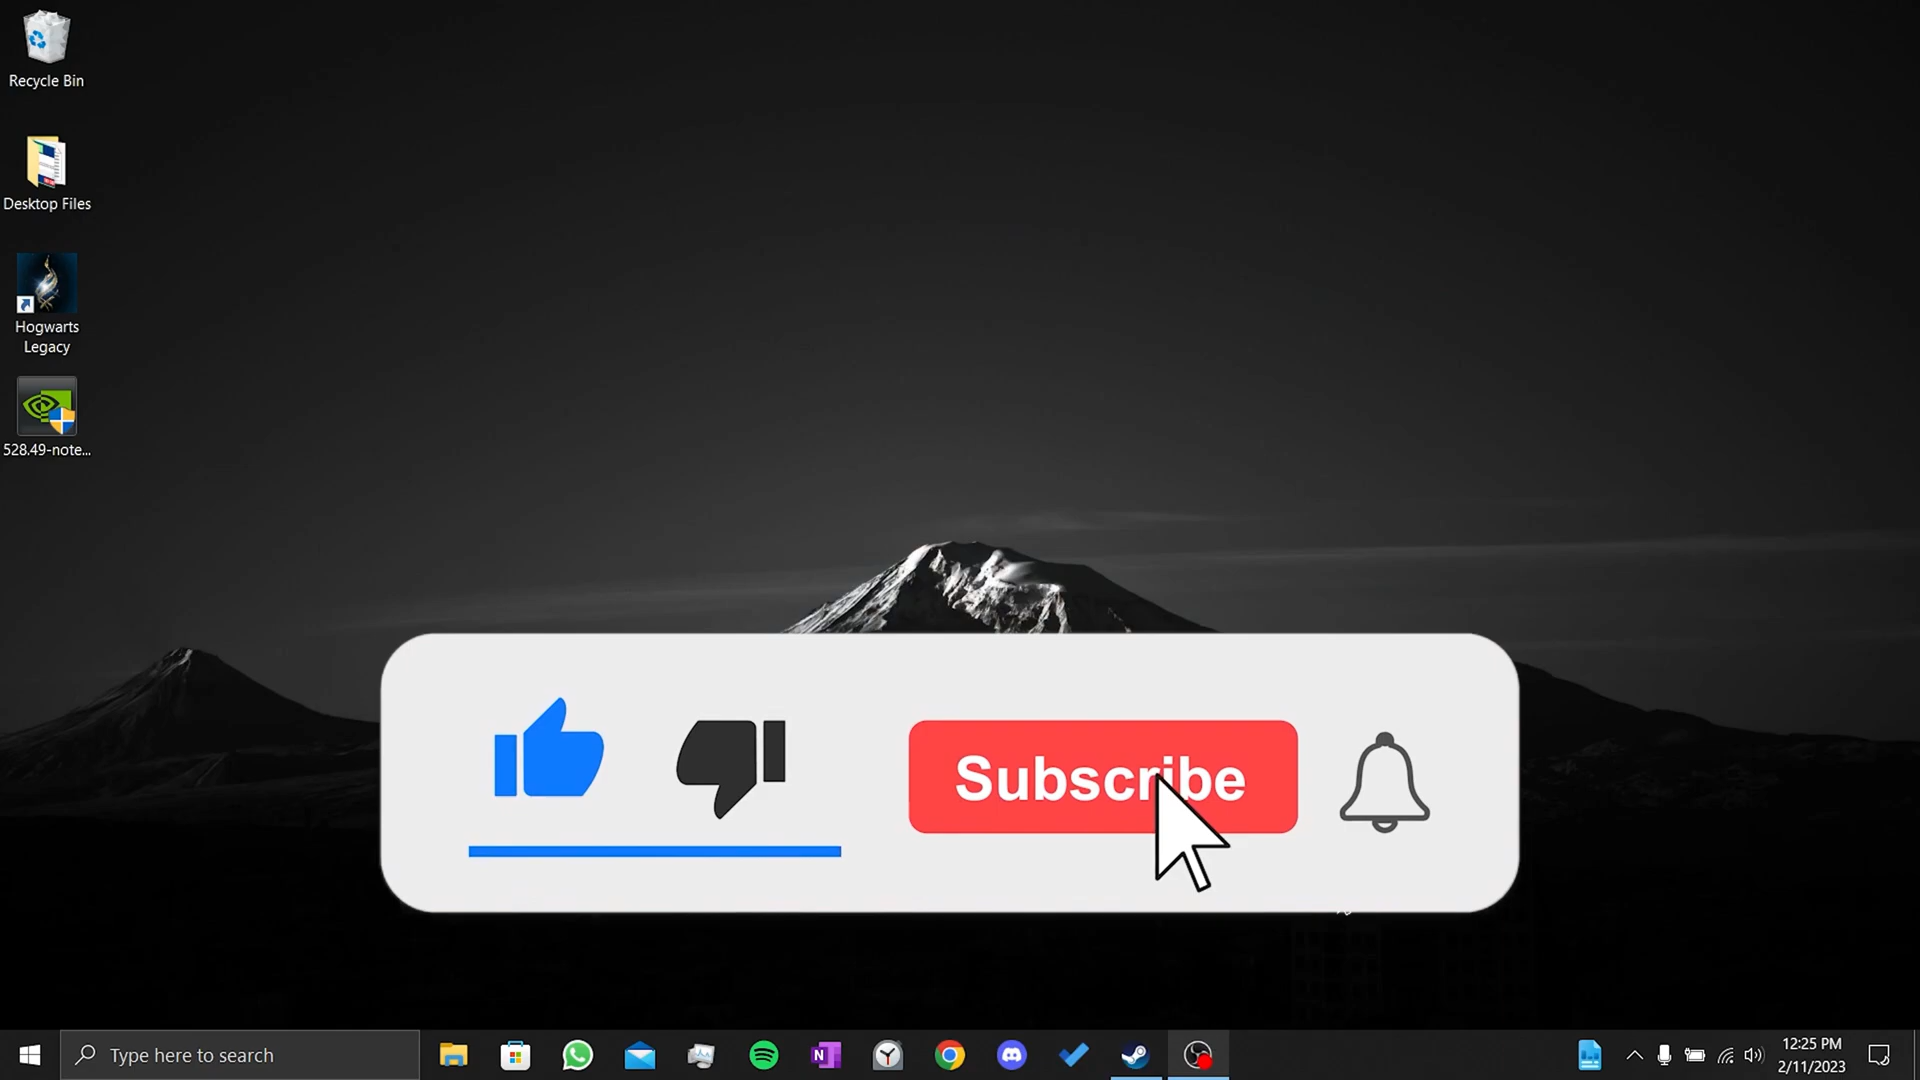 Recycle Bin
Desktop Files
Hogwarts
Legacy
528.49-note...
Subscribe
Type here to search
12:25 PM
2/11/2023